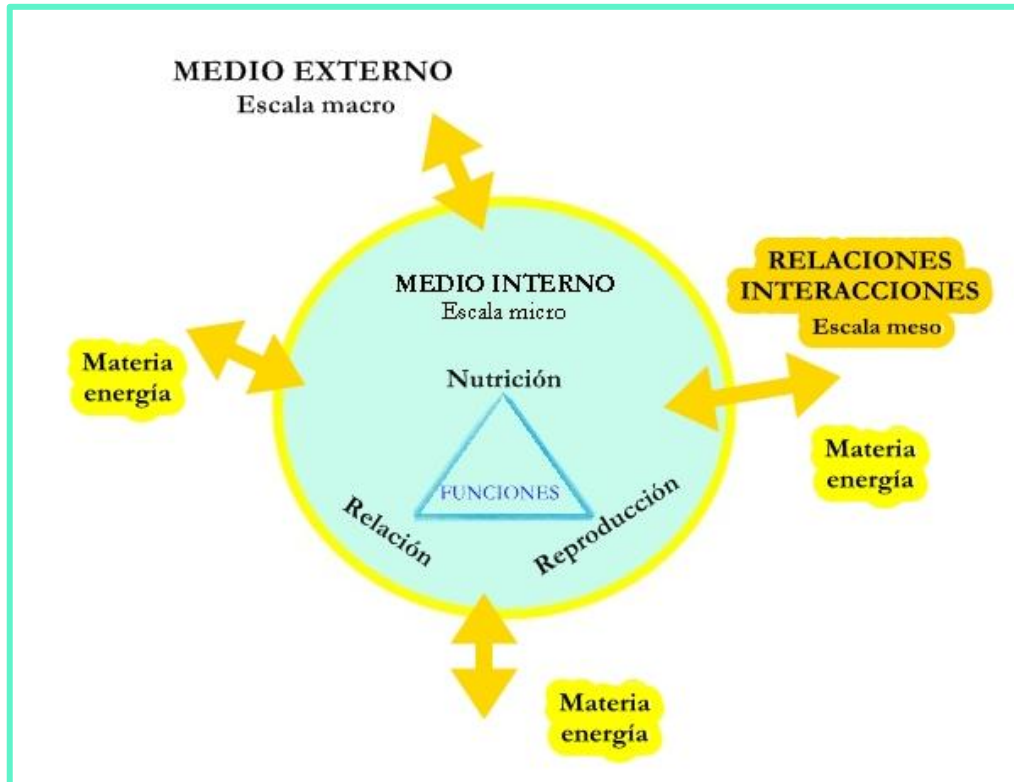 MEDIO EXTERNO
Escala macro
RELACIONES
INTERACCIONES
Escala meso
MEDIO INTERNO
Escala micro
Materia
energía
Nutrición
FUNCIONES
Relación
Reproducción
Materia
energía
Materia
energía